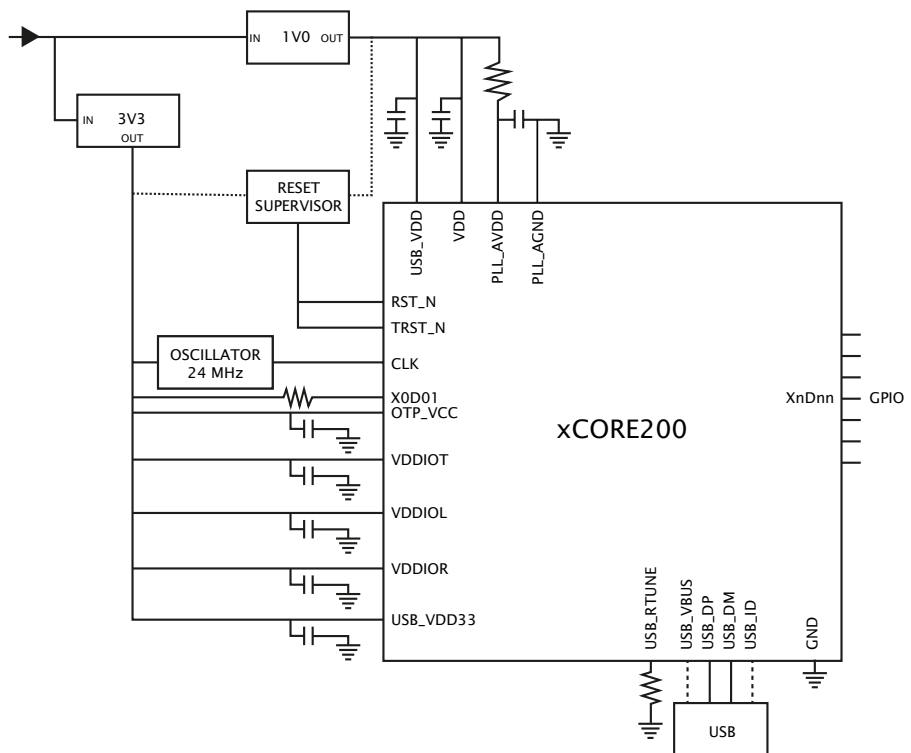 IN 1V0 OUT
IN 3V3
OUT
RESET
SUPERVISOR
USB_VDD
VDD
PLL_AVDD
PLL_AGND
RST_N
TRST_N
OSCILLATOR
24 MHz
CLK
X0D01
OTP_VCC
XnDnn
GPIO
xCORE200
VDDIOT
VDDIOL
VDDIOR
USB_VDD33
USB_RTUNE
USB_VBUS
USB_DP
USB_DM
USB_ID
GND
USB